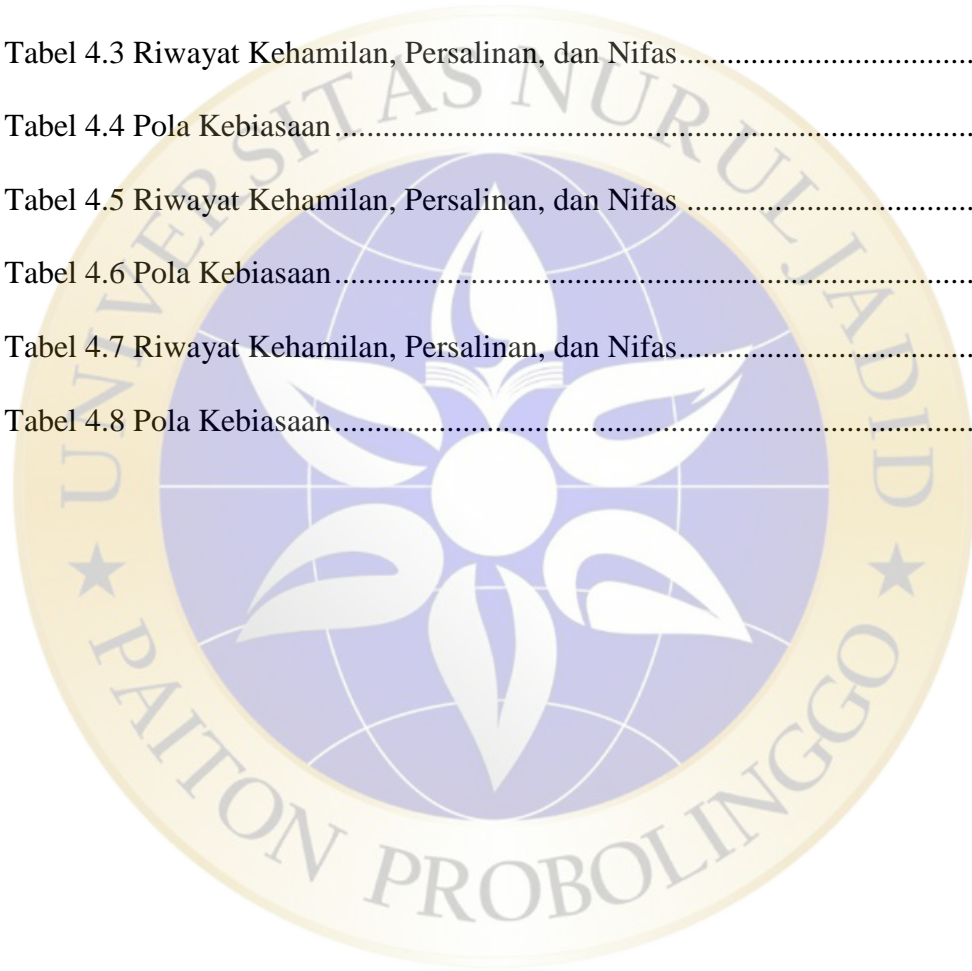 Tabel 4.3 Riwayat Kehamilan, Persalinan, dan Nifas....................................
Tabel 4.4 Pola Kebiasaan...............................................................................
Tabel 4.5 Riwayat Kehamilan, Persalinan, dan Nifas ...................................
Tabel 4.6 Pola Kebiasaan...............................................................................
Tabel 4.7 Riwayat Kehamilan, Persalinan, dan Nifas....................................
Tabel 4.8 Pola Kebiasaan...............................................................................
UNIVERSITAS NURUL JADID
PAITON PROBOLINGGO